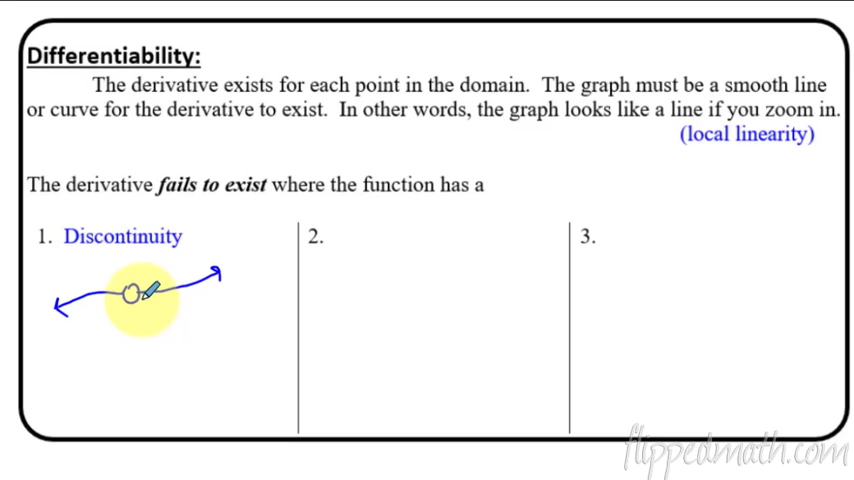 Differentiability:
The derivative exists for each point in the domain. The graph must be a smooth line
or curve for the derivative to exist. In other words, the graph looks like a line if you zoom in.
(local linearity)
The derivative fails to exist where the function has a
1. Discontinuity
2.
3.
flippedmath.com